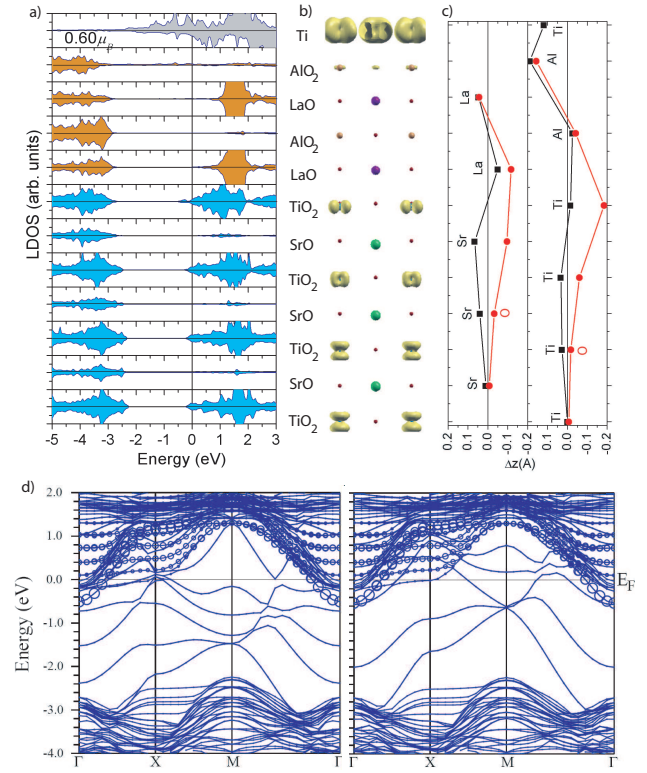 a)
b)
c)
0.60μB
LDOS (arb. units)
-5 -4 -3 -2 -1 0 1 2 3
Energy (eV)
Ti
AlO2
LaO
AlO2
LaO
TiO2
SrO
TiO2
SrO
TiO2
SrO
TiO2
La
La
Sr
Sr
O
Sr
Ti
Al
Al
Ti
Ti
Ti
O
Ti
0.2 0.1 0.0 -0.1 0.2 0.1 0.0 -0.1 -0.2
Δz(A)
d)
Energy (eV)
2.0
1.0
0.0
-1.0
-2.0
-3.0
-4.0
EF
Γ X M Γ Γ X M Γ